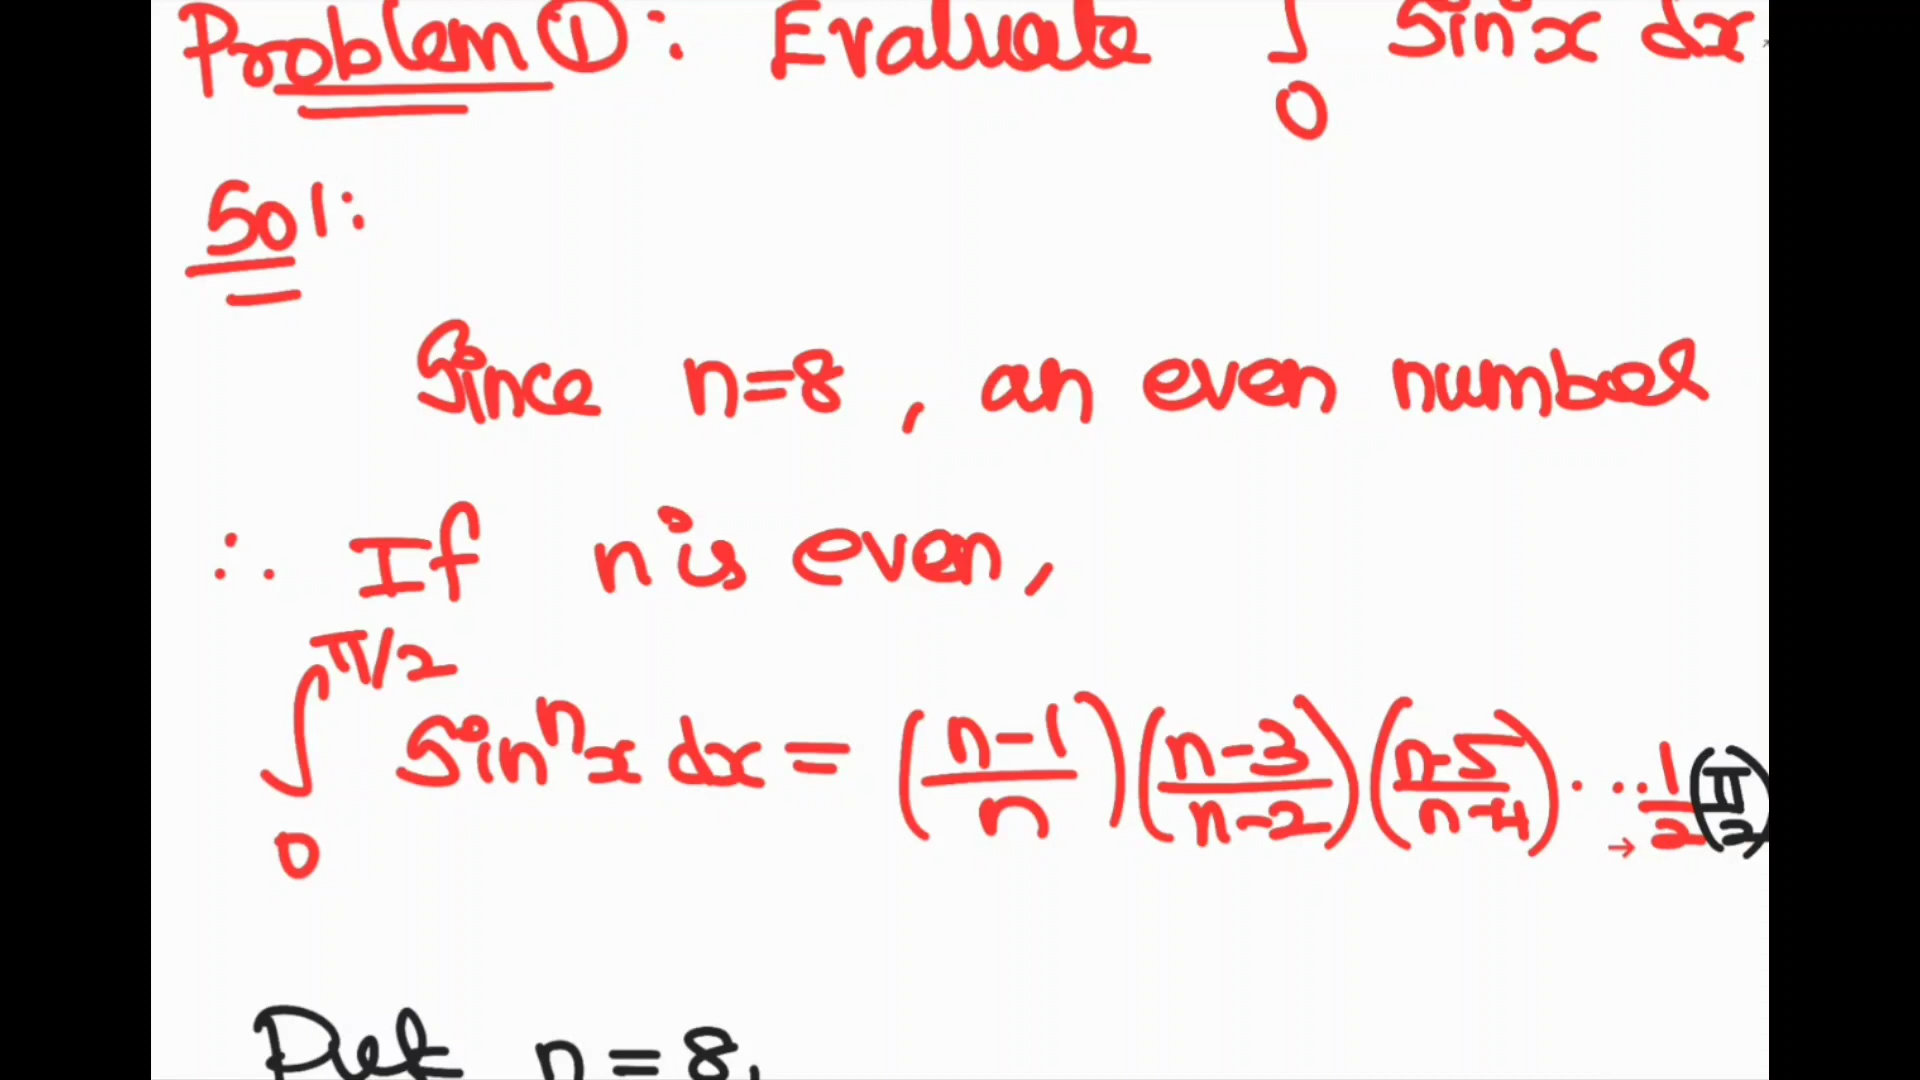 Problem ①: Evaluate ∫₀ sin⁸x dx.
Sol:
Since n=8, an even number
∴ If n is even,
∫₀^π/2 sinⁿx dx = ((n-1)/n) ((n-3)/(n-2)) ((n-5)/(n-4)) ..... 1/2 (π/2)
Put n = 8,